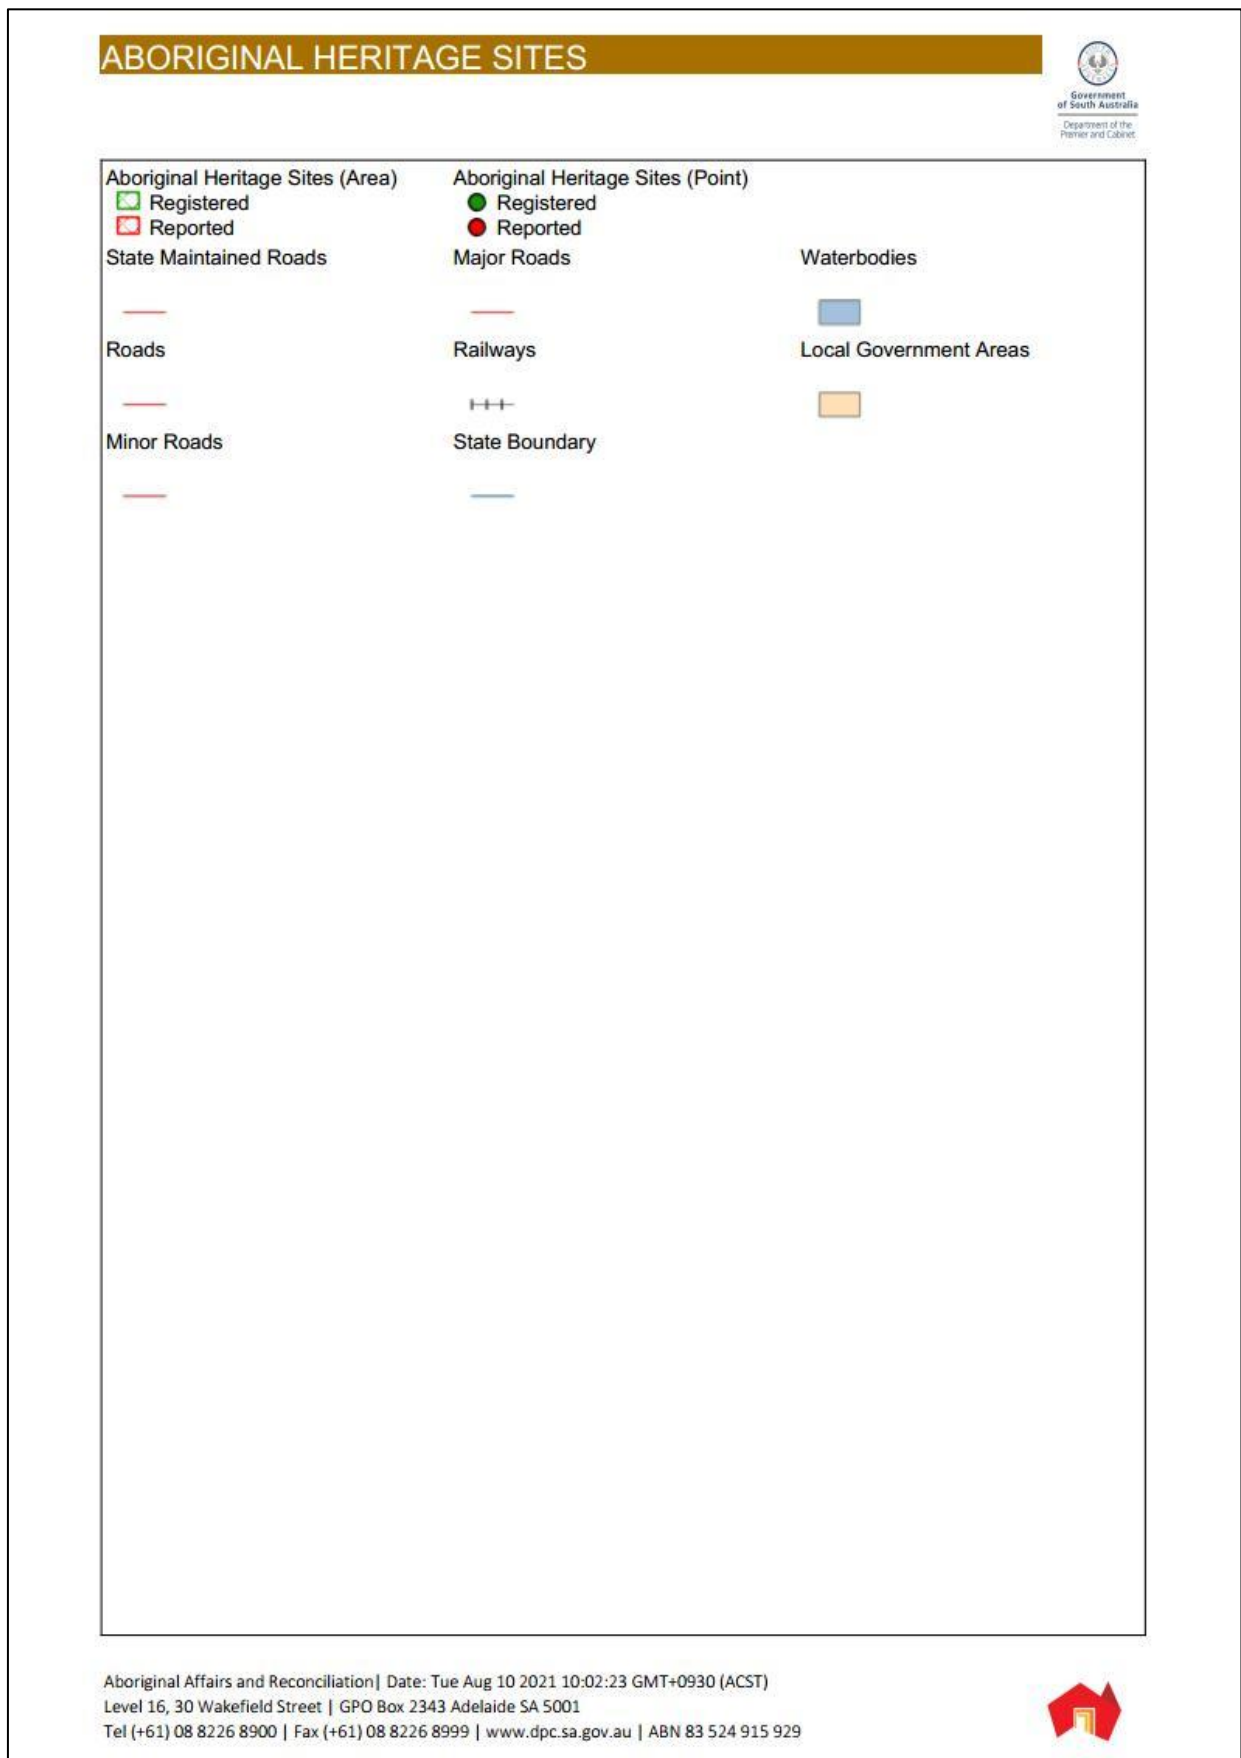 ABORIGINAL HERITAGE SITES
Government
of South Australia
Department of the
Premier and Cabinet
Aboriginal Heritage Sites (Area)
Registered
Reported
Aboriginal Heritage Sites (Point)
Registered
Reported
State Maintained Roads
Major Roads
Waterbodies
Roads
Railways
Local Government Areas
Minor Roads
State Boundary
Aboriginal Affairs and Reconciliation| Date: Tue Aug 10 2021 10:02:23 GMT+0930 (ACST)
Level 16, 30 Wakefield Street | GPO Box 2343 Adelaide SA 5001
Tel (+61) 08 8226 8900 | Fax (+61) 08 8226 8999 | www.dpc.sa.gov.au | ABN 83 524 915 929